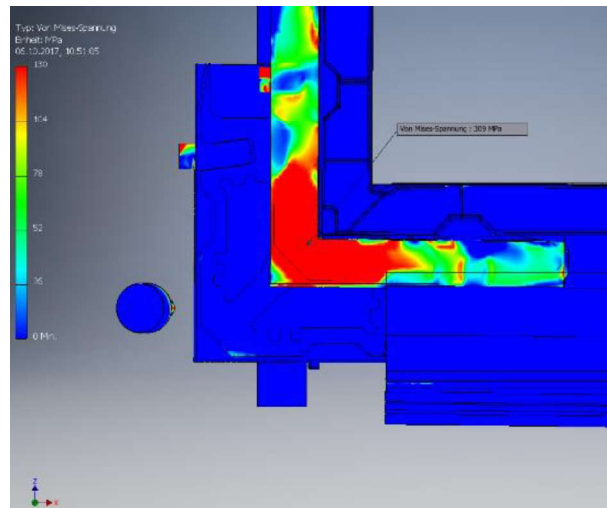 Typ: Von Mises-Spannung
Einheit: MPa
06.10.2017, 10:51:05
130
104
Von Mises-Spannung : 309 MPa
78
52
26
0 Min.
Z
X